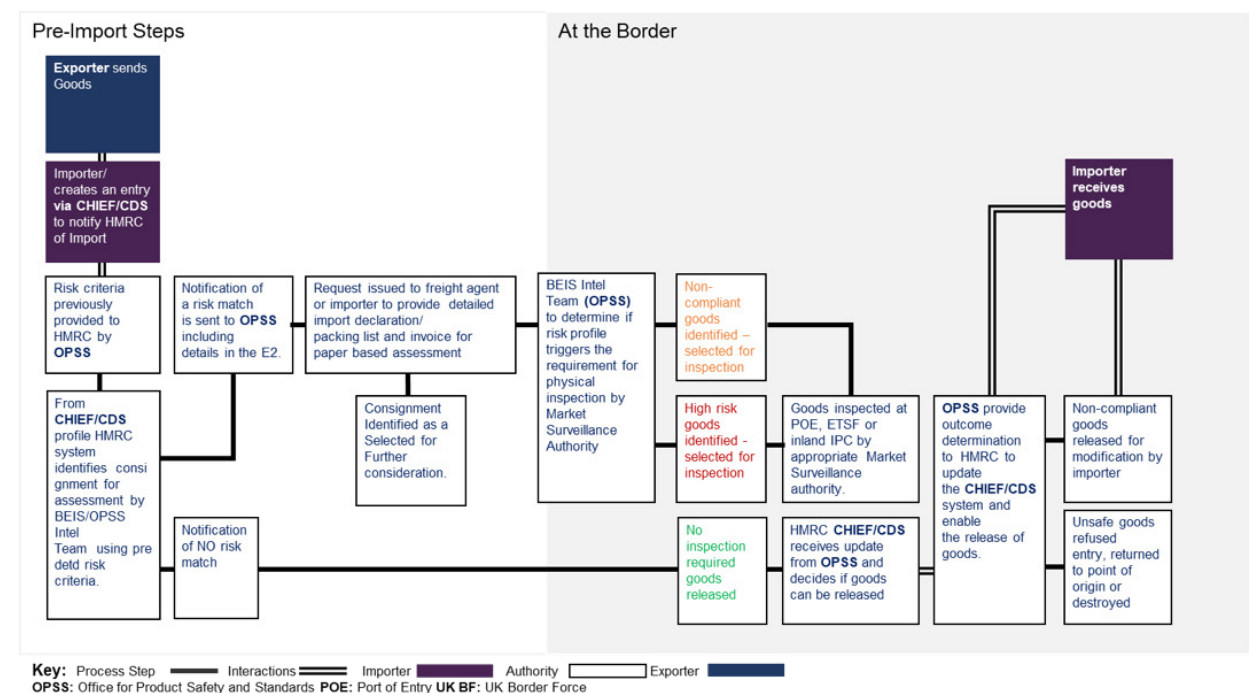 Pre-Import Steps
At the Border
Exporter sends
Goods
Importer/
creates an entry
via CHIEF/CDS
to notify HMRC
of Import
Importer
receives
goods
Risk criteria
previously
provided to
HMRC by
OPSS
Notification of
a risk match
is sent to OPSS
including
details in the E2.
Request issued to freight agent
or importer to provide detailed
import declaration/
packing list and invoice for
paper based assessment
BEIS Intel
Team (OPSS)
to determine if
risk profile
triggers the
requirement for
physical
inspection by
Market
Surveillance
Authority
Non-
compliant
goods
identified –
selected for
inspection
From
CHIEF/CDS
profile HMRC
system
identifies consi
gnment for
assessment by
BEIS/OPSS
Intel
Team using pre
detd risk
criteria.
Consignment
Identified as a
Selected for
Further
consideration.
High risk
goods
identified -
selected for
inspection
Goods inspected at
POE, ETSF or
inland IPC by
appropriate Market
Surveillance
authority.
OPSS provide
outcome
determination
to HMRC to
update
the CHIEF/CDS
system and
enable
the release of
goods.
Non-compliant
goods
released for
modification by
importer
Notification
of NO risk
match
No
inspection
required
goods
released
HMRC CHIEF/CDS
receives update
from OPSS and
decides if goods
can be released
Unsafe goods
refused
entry, returned
to point of
origin or
destroyed
Key: Process Step Interactions Importer Authority Exporter
OPSS: Office for Product Safety and Standards POE: Port of Entry UK BF: UK Border Force